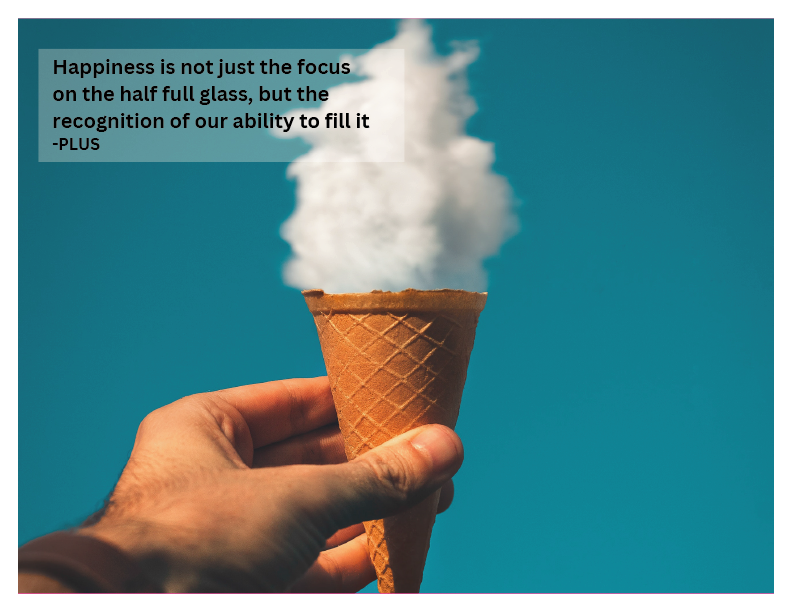 Happiness is not just the focus
on the half full glass, but the
recognition of our ability to fill it
-PLUS